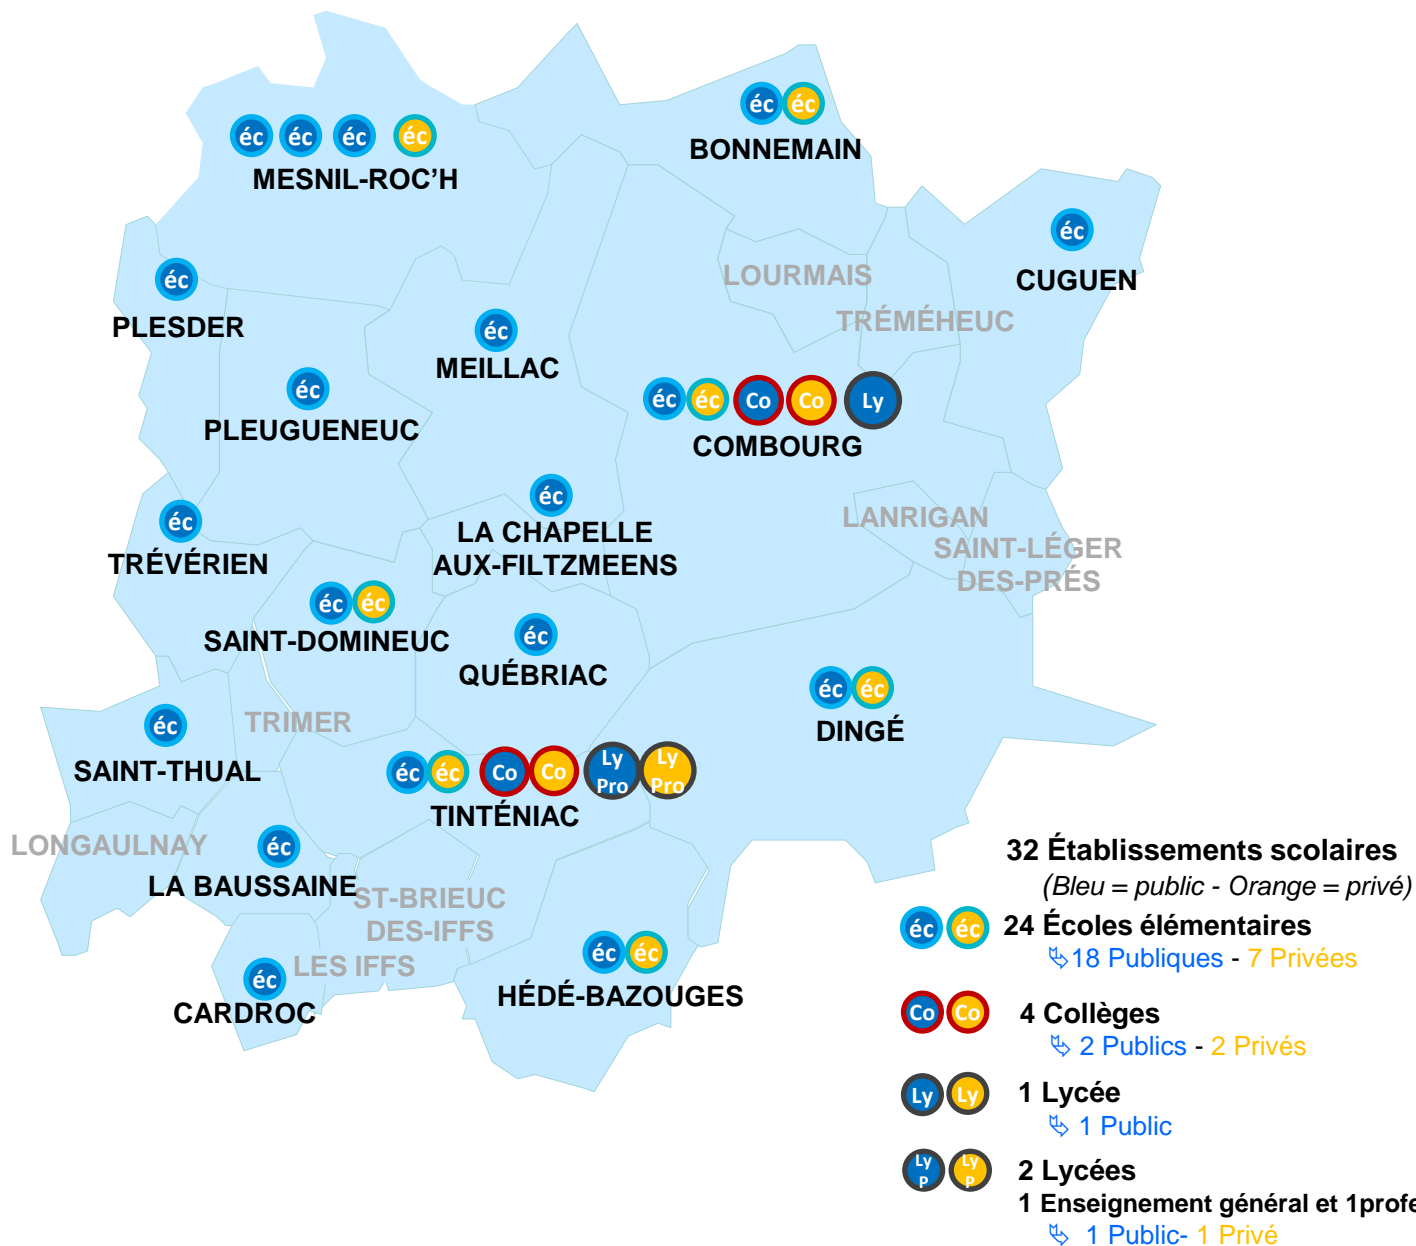 éc éc
BONNEMAIN
éc éc éc éc
MESNIL-ROC'H
éc
CUGUEN
LOURMAIS
éc
PLESDER
TRÉMÉHEUC
éc
MEILLAC
éc
PLEUGUENEUC
éc éc Co Co Ly
COMBOURG
éc
LA CHAPELLE
AUX-FILTZMEENS
éc
TRÉVÉRIEN
LANRIGAN
SAINT-LÉGER
DES-PRÉS
éc éc
SAINT-DOMINEUC
éc
QUÉBRIAC
éc éc
DINGÉ
TRIMER
éc
SAINT-THUAL
éc éc Co Co Ly Pro Ly Pro
TINTÉNIAC
LONGAULNAY
éc
LA BAUSSAINE
ST-BRIEUC
DES-IFFS
LES IFFS
éc
CARDROC
éc éc
HÉDÉ-BAZOUGES
32 Établissements scolaires
(Bleu = public - Orange = privé)
éc éc 24 Écoles élémentaires
18 Publiques - 7 Privées
Co Co 4 Collèges
2 Publics - 2 Privés
Ly Ly 1 Lycée
1 Public
Ly P Ly P 2 Lycées
1 Enseignement général et 1profe
1 Public- 1 Privé